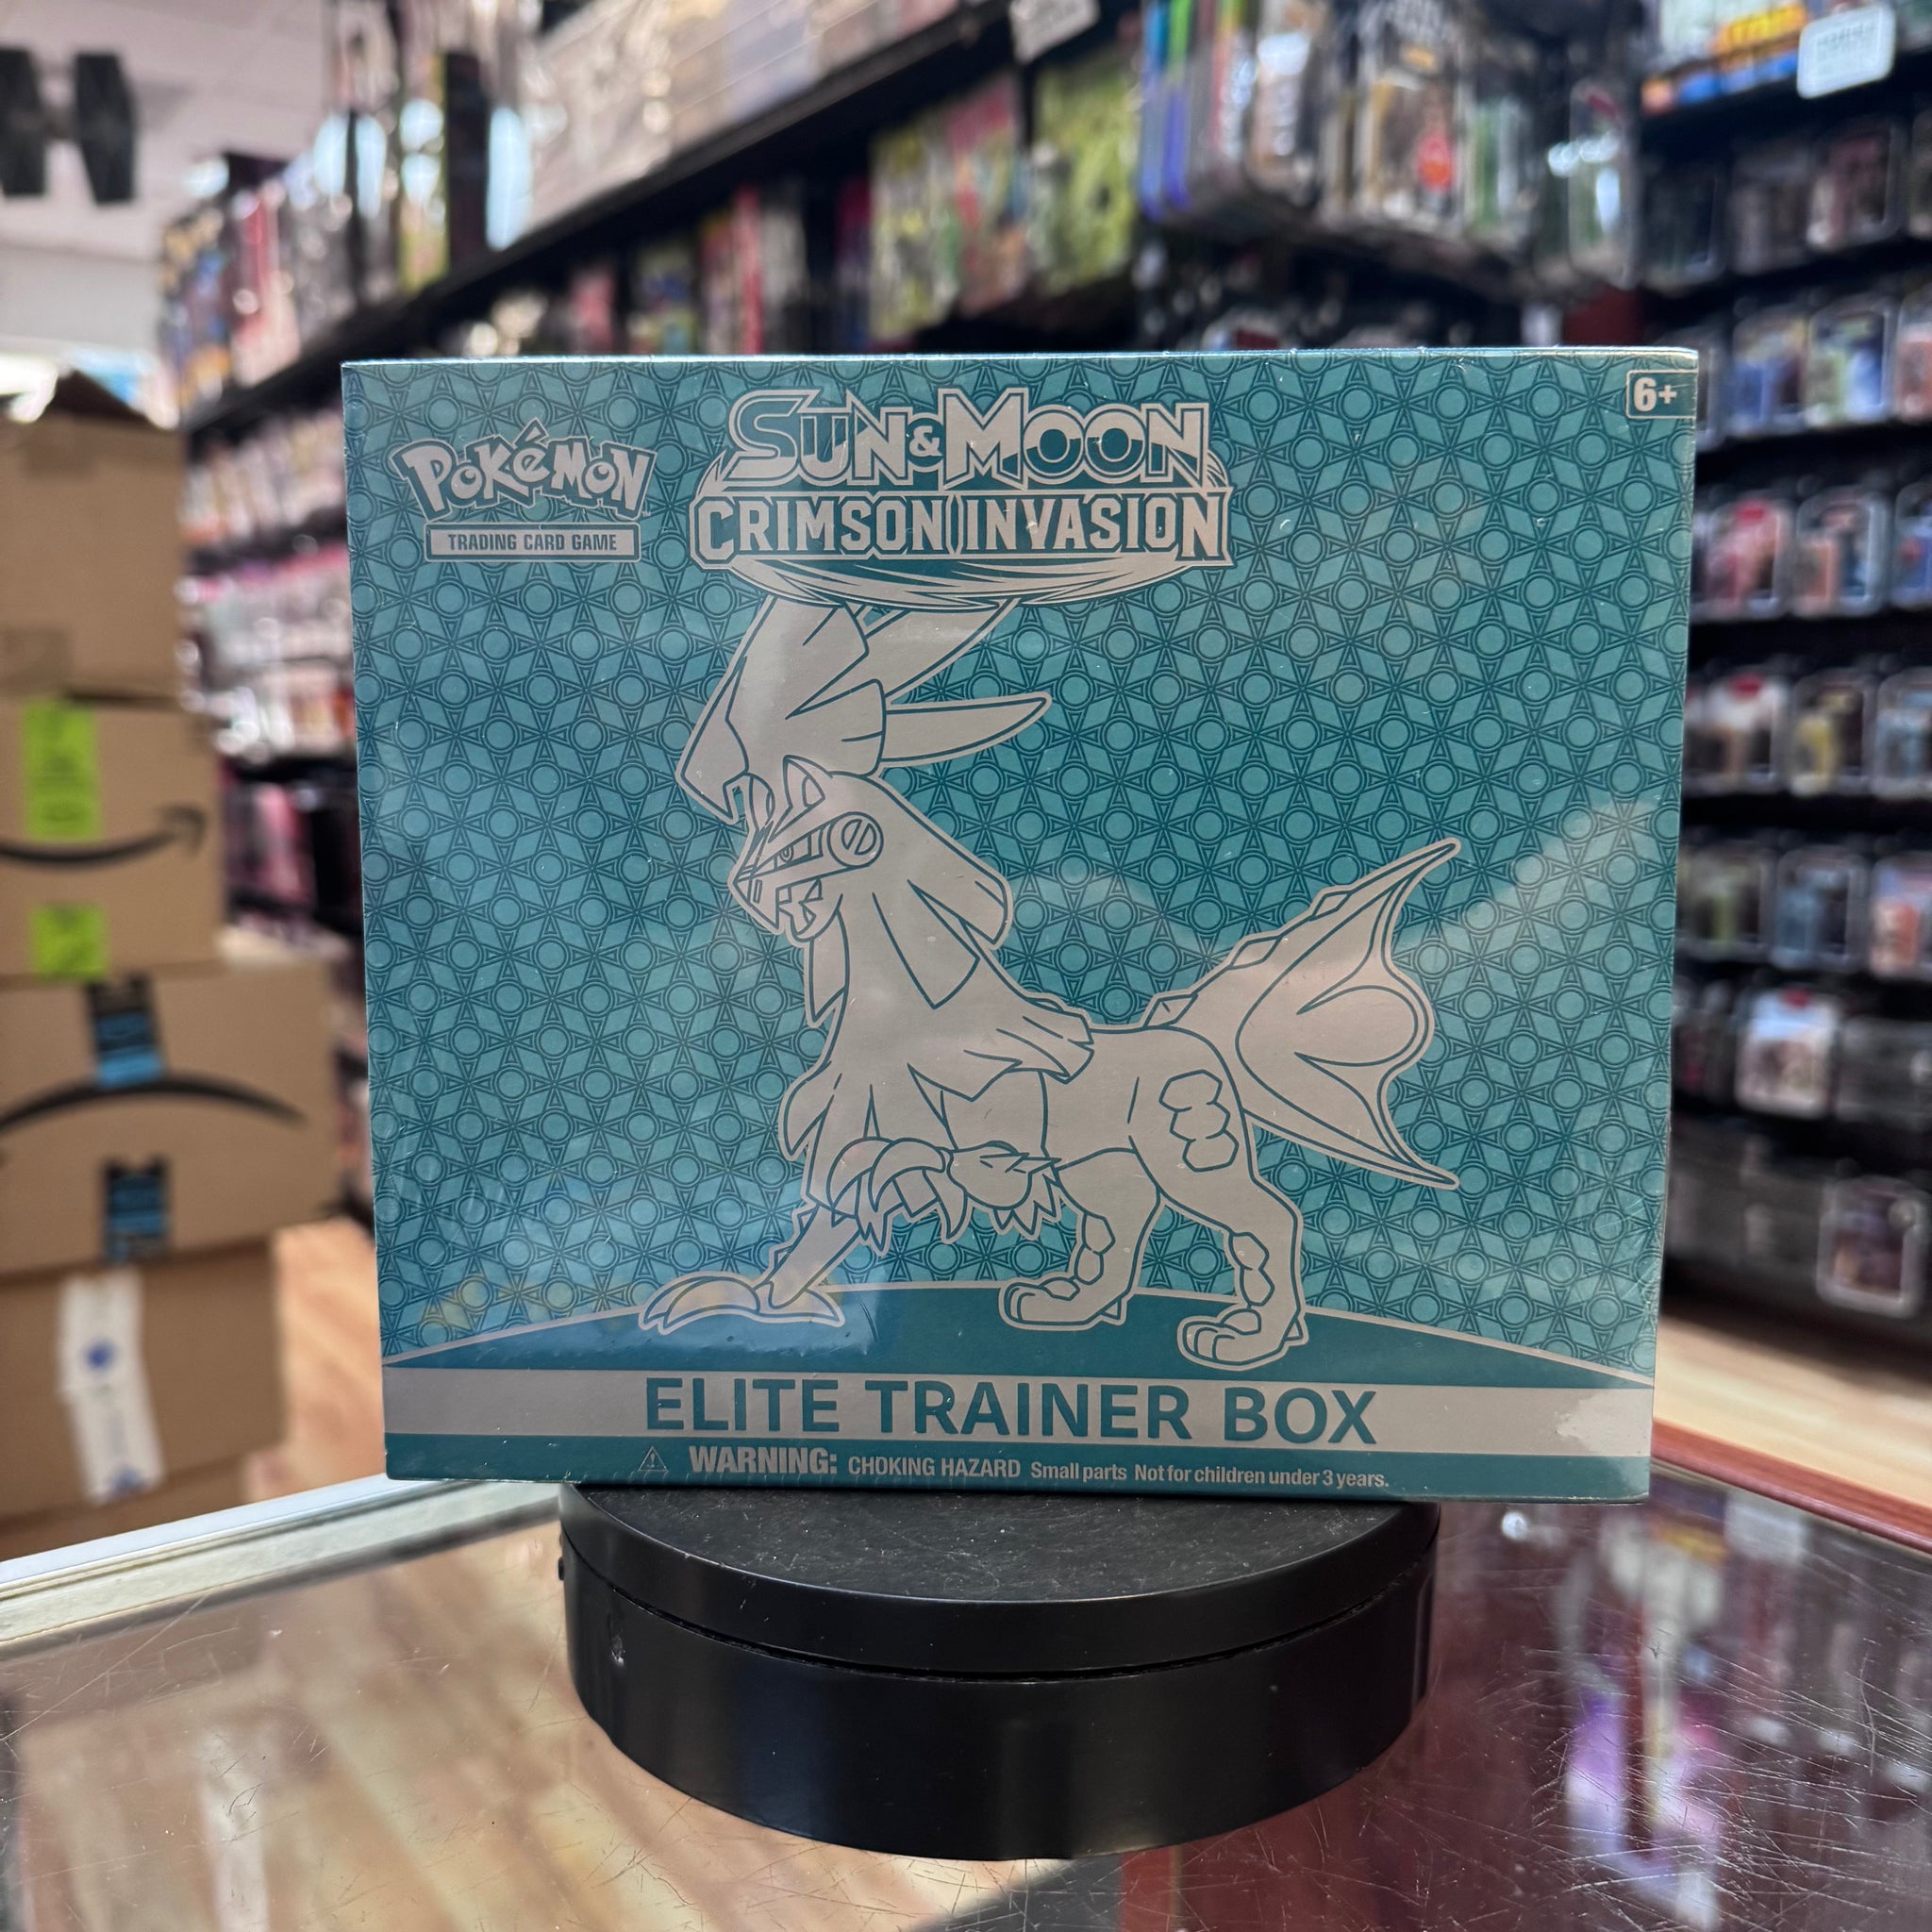 6+
SUN & MOON
POKéMON
TRADING CARD GAME
CRIMSON INVASION
ELITE TRAINER BOX
WARNING: CHOKING HAZARD Small parts Not for children under 3 years.